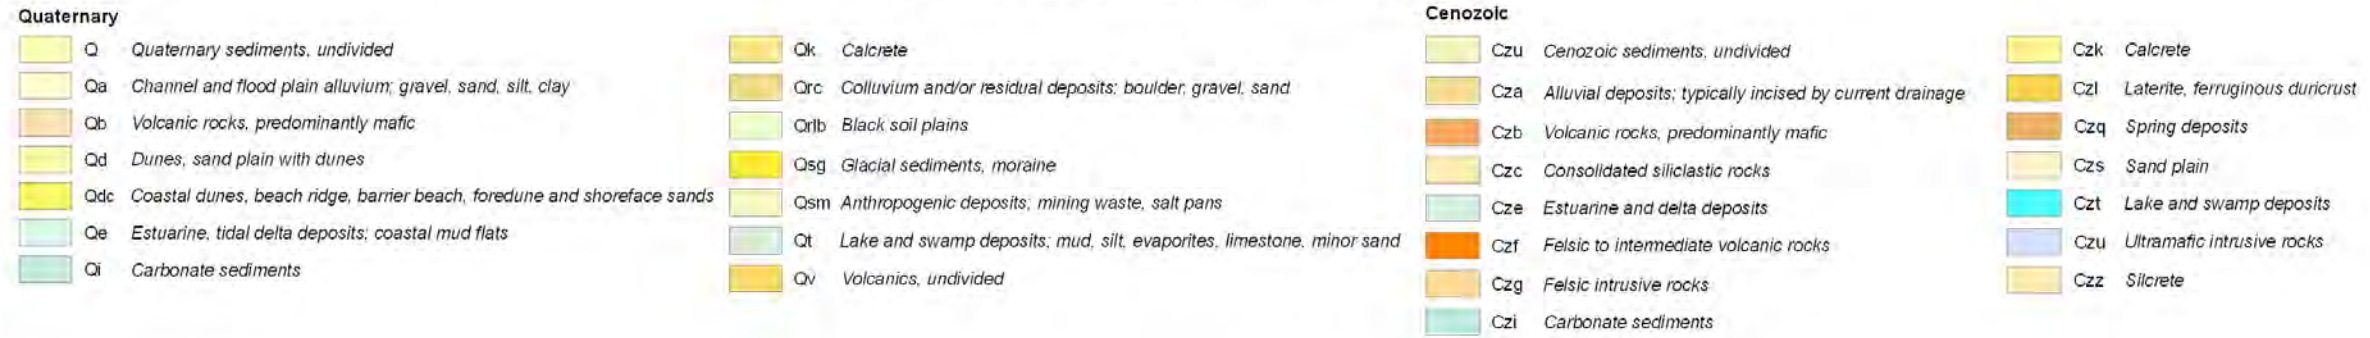 Quaternary
Q Quaternary sediments, undivided
Qa Channel and flood plain alluvium; gravel, sand, silt, clay
Qb Volcanic rocks, predominantly mafic
Qd Dunes, sand plain with dunes
Qdc Coastal dunes, beach ridge, barrier beach, foredune and shoreface sands
Qe Estuarine, tidal delta deposits; coastal mud flats
Qi Carbonate sediments
Qk Calcrete
Qrc Colluvium and/or residual deposits; boulder, gravel, sand
Qrlb Black soil plains
Qsg Glacial sediments, moraine
Qsm Anthropogenic deposits; mining waste, salt pans
Qt Lake and swamp deposits; mud, silt, evaporites, limestone, minor sand
Qv Volcanics, undivided
Cenozoic
Czu Cenozoic sediments, undivided
Cza Alluvial deposits; typically incised by current drainage
Czb Volcanic rocks, predominantly mafic
Czc Consolidated siliclastic rocks
Cze Estuarine and delta deposits
Czf Felsic to intermediate volcanic rocks
Czg Felsic intrusive rocks
Czi Carbonate sediments
Czk Calcrete
Czl Laterite, ferruginous duricrust
Czq Spring deposits
Czs Sand plain
Czt Lake and swamp deposits
Czu Ultramafic intrusive rocks
Czz Silcrete